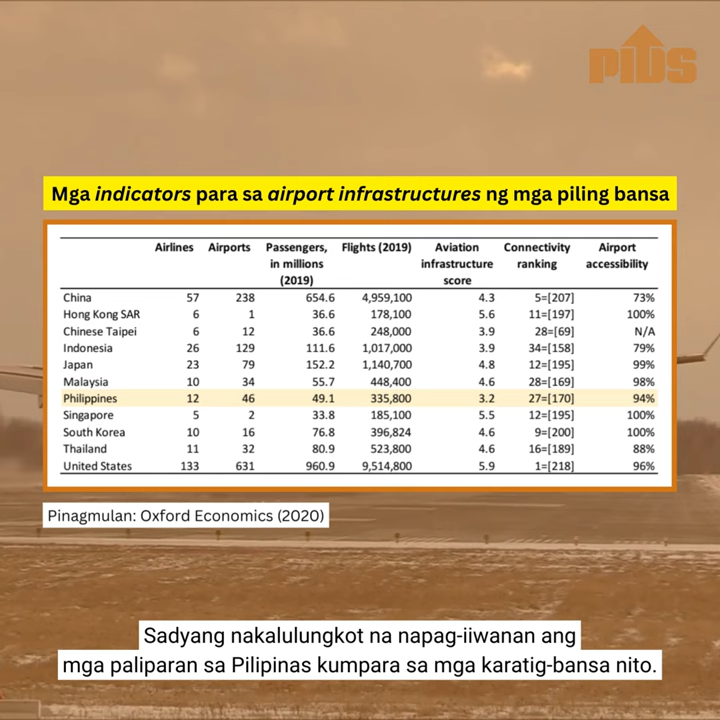 PIDS
Mga indicators para sa airport infrastructures ng mga piling bansa
Airlines Airports Passengers, Flights (2019) Aviation Connectivity Airport
in millions infrastructure ranking accessibility
(2019) score
China 57 238 654.6 4,959,100 4.3 5=[207] 73%
Hong Kong SAR 6 1 36.6 178,100 5.6 11=[197] 100%
Chinese Taipei 6 12 36.6 248,000 3.9 28=[69] N/A
Indonesia 26 129 111.6 1,017,000 3.9 34=[158] 79%
Japan 23 79 152.2 1,140,700 4.8 12=[195] 99%
Malaysia 10 34 55.7 448,400 4.6 28=[169] 98%
Philippines 12 46 49.1 335,800 3.2 27=[170] 94%
Singapore 5 2 33.8 185,100 5.5 12=[195] 100%
South Korea 10 16 76.8 396,824 4.6 9=[200] 100%
Thailand 11 32 80.9 523,800 4.6 16=[189] 88%
United States 133 631 960.9 9,514,800 5.9 1=[218] 96%
Pinagmulan: Oxford Economics (2020)
Sadyang nakalulungkot na napag-iiwanan ang
mga paliparan sa Pilipinas kumpara sa mga karatig-bansa nito.